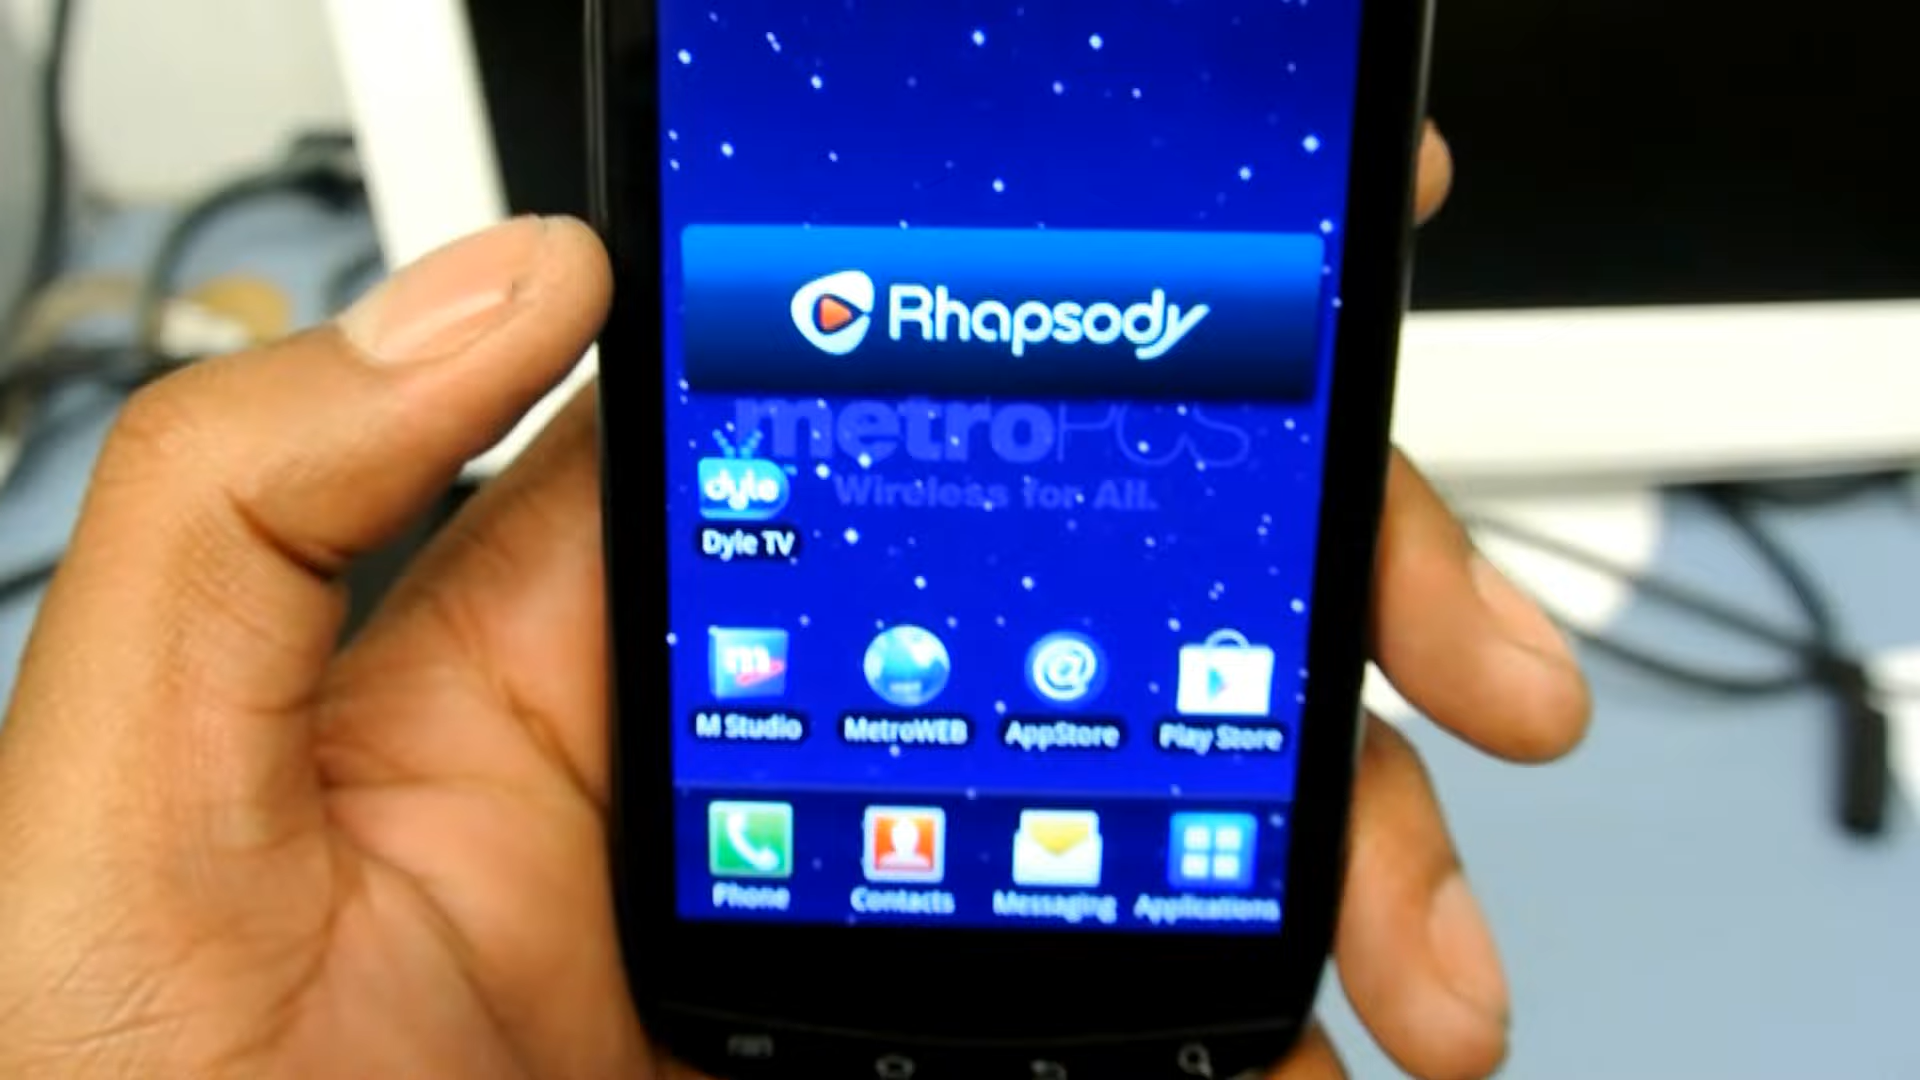 Rhapsody
metroPCS
Wireless for All.
dyle
Dyle TV
m
M Studio MetroWEB AppStore Play Store
Phone Contacts Messaging Applications